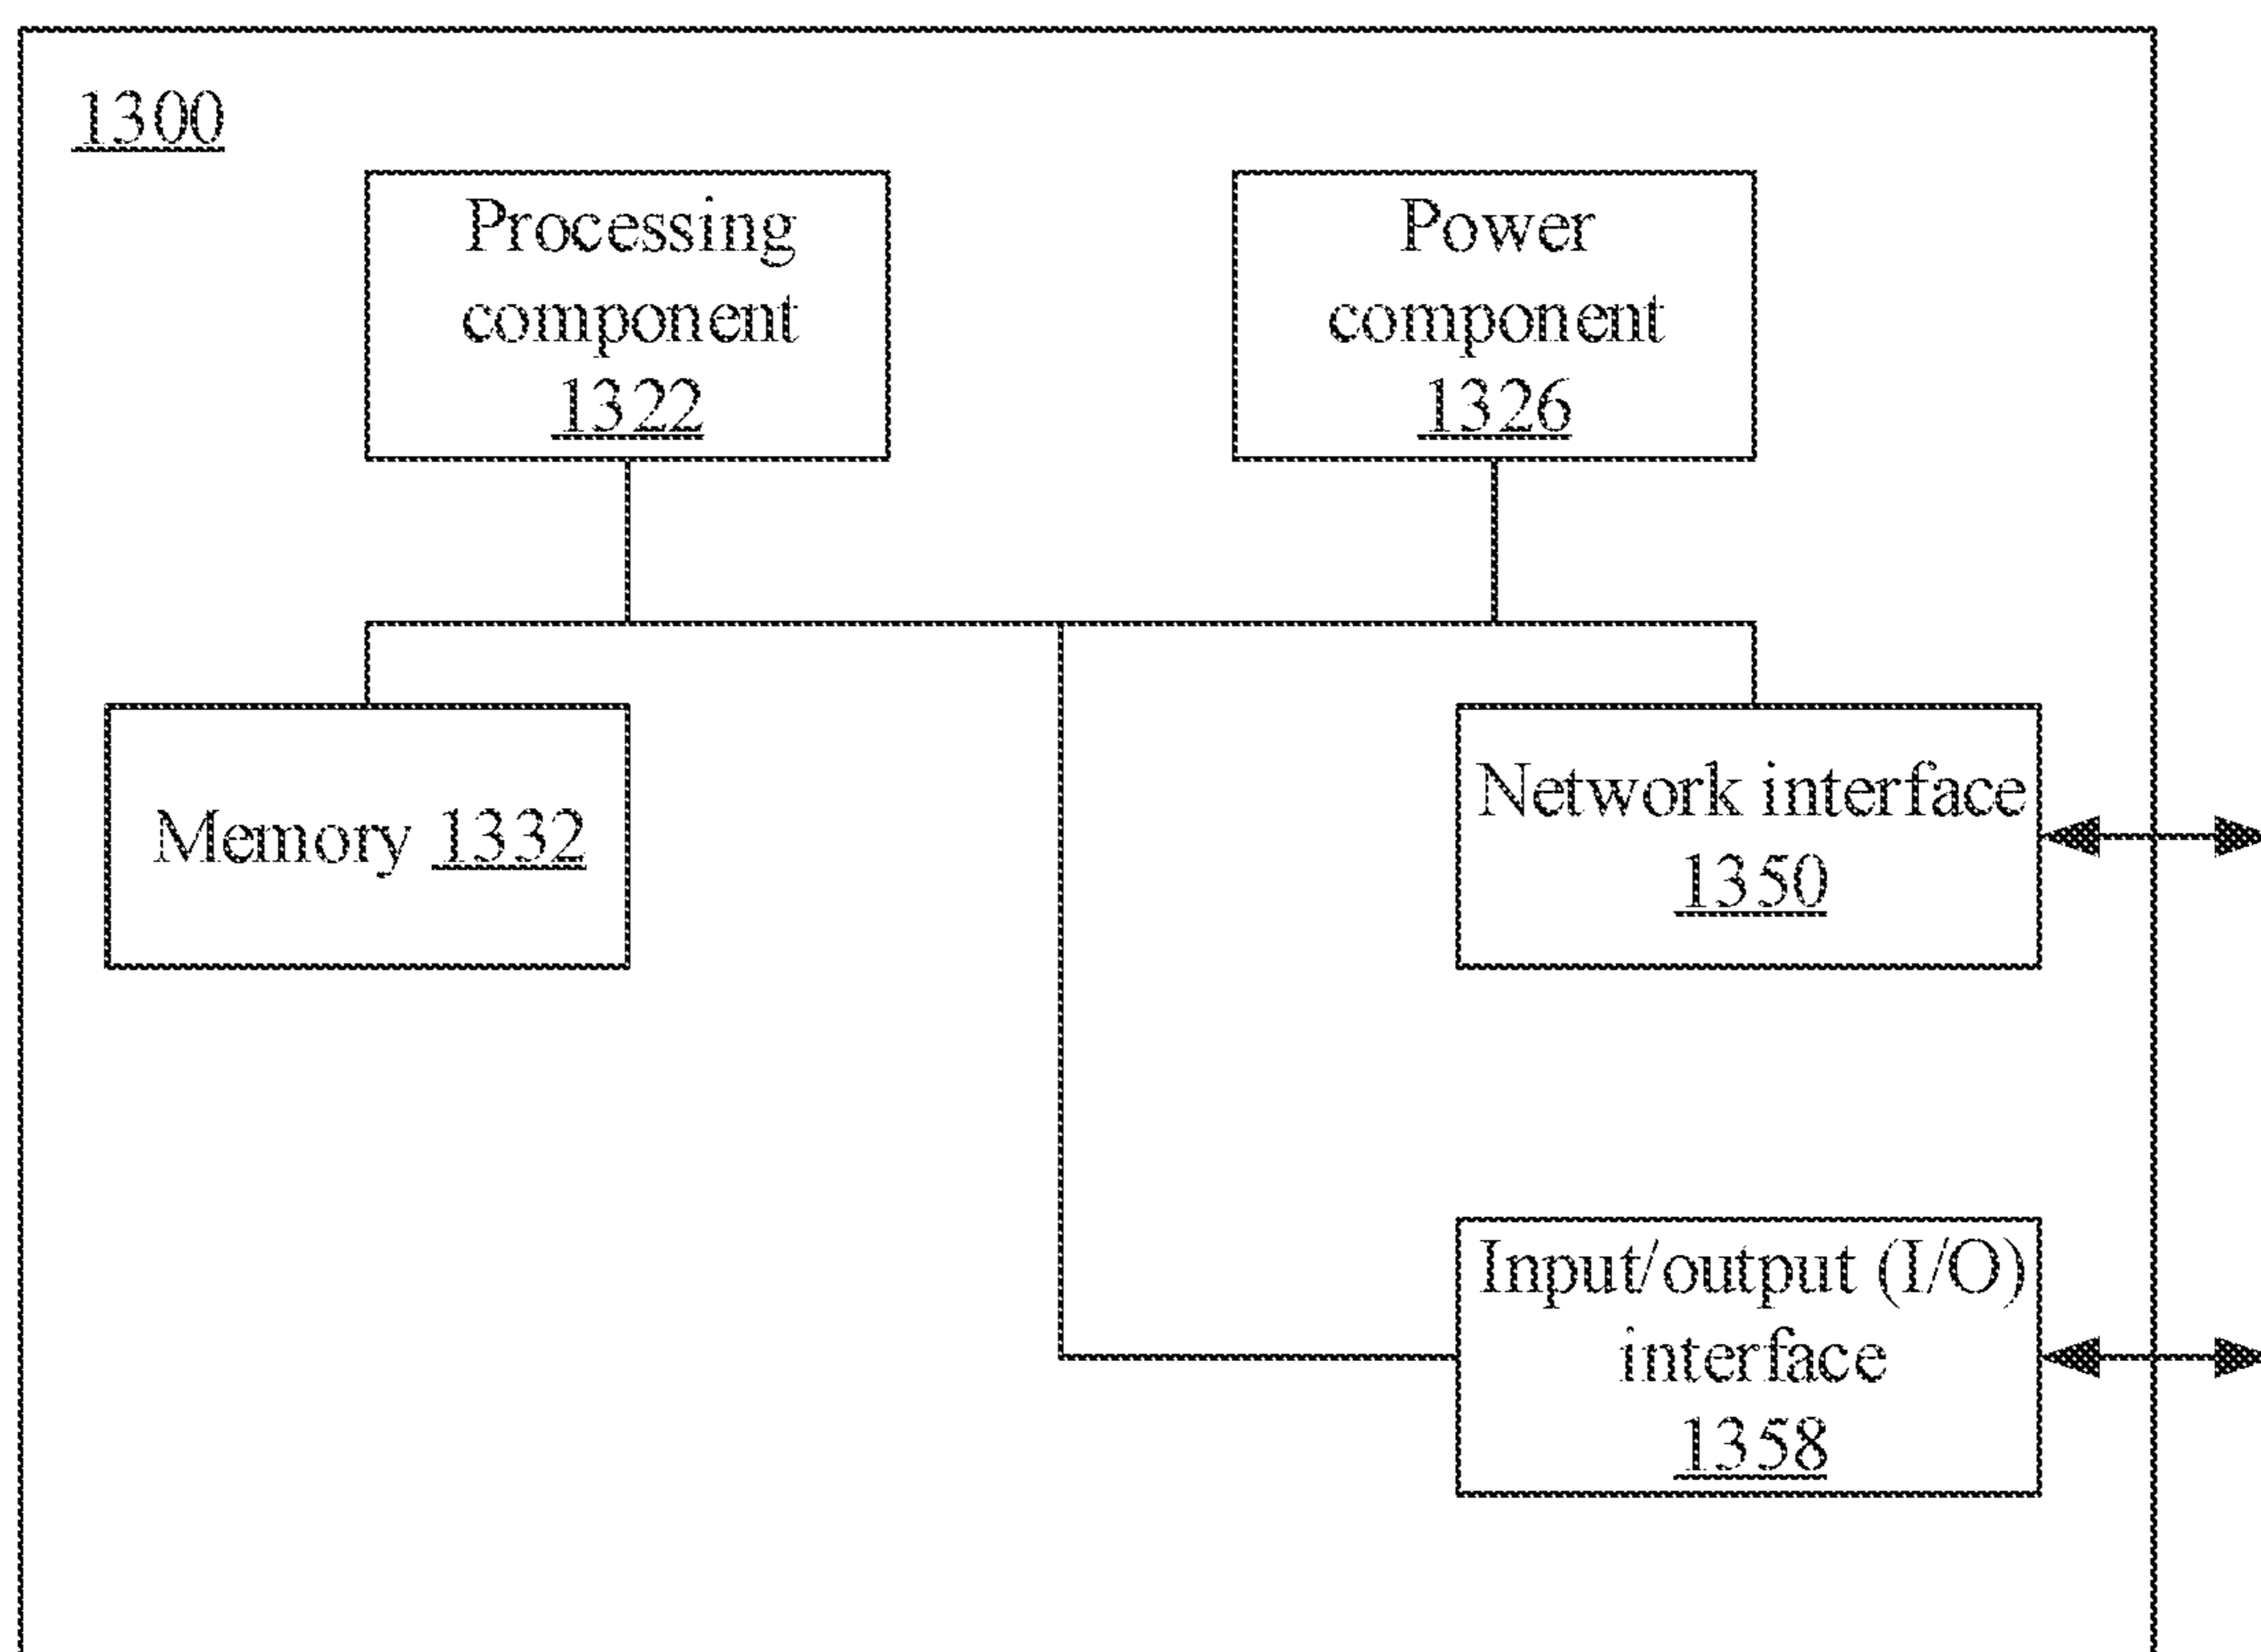 1300
Processing
component
1322
Power
component
1326
Memory 1332
Network interface
1350
Input/output (I/O)
interface
1358